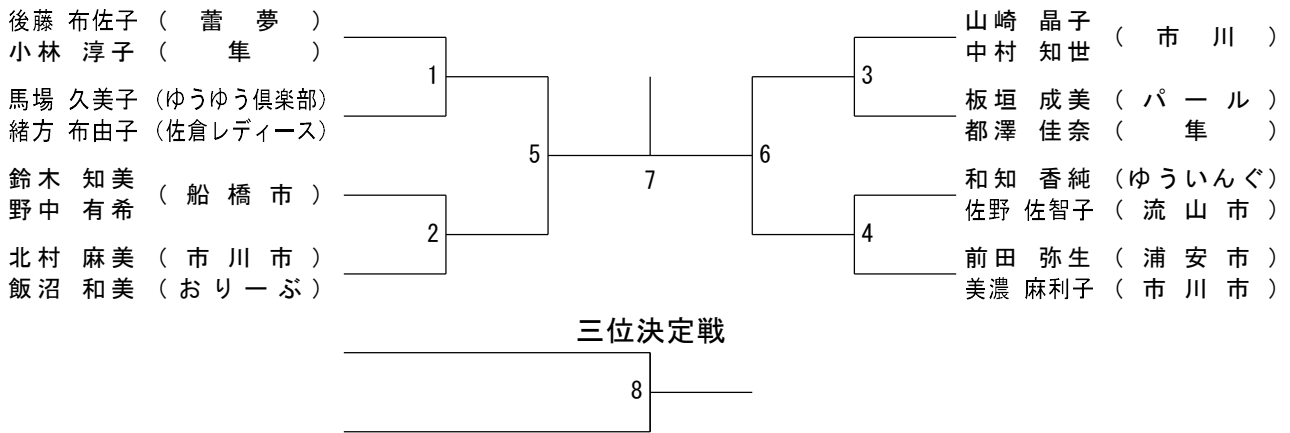 後藤 布佐子 ( 蕾 夢 )
小林 淳子 ( 隼 )
1
馬場 久美子 (ゆうゆう倶楽部)
緒方 布由子 (佐倉レディース)
5
鈴木 知美
野中 有希
( 船 橋 市 )
2
北村 麻美 ( 市 川 市 )
飯沼 和美 ( おりーぶ )
7
山崎 晶子
中村 知世
( 市 川 )
3
板垣 成美 ( パール )
都澤 佳奈 ( 隼 )
6
和知 香純 (ゆういんぐ)
佐野 佐智子 ( 流 山 市 )
4
前田 弥生 ( 浦 安 市 )
美濃 麻利子 ( 市 川 市 )
三位決定戦
8